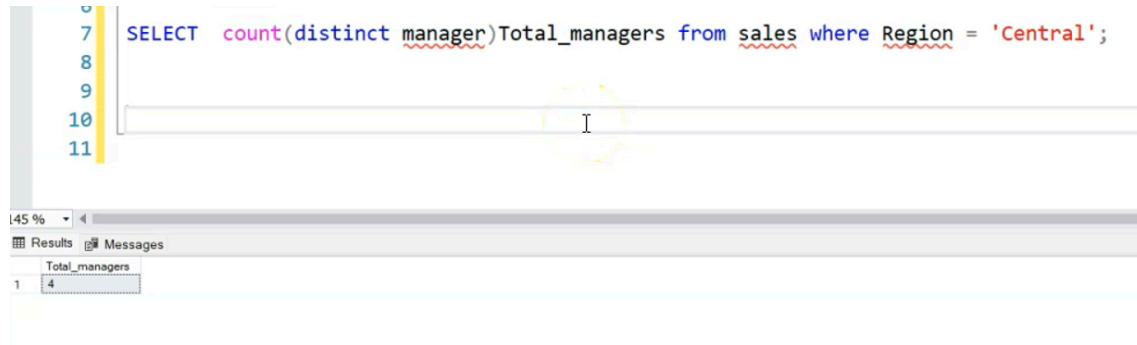 6
7 SELECT  count(distinct manager)Total_managers from sales where Region = 'Central';
8
9
10
11
145 %
Results Messages
Total_managers
1 4